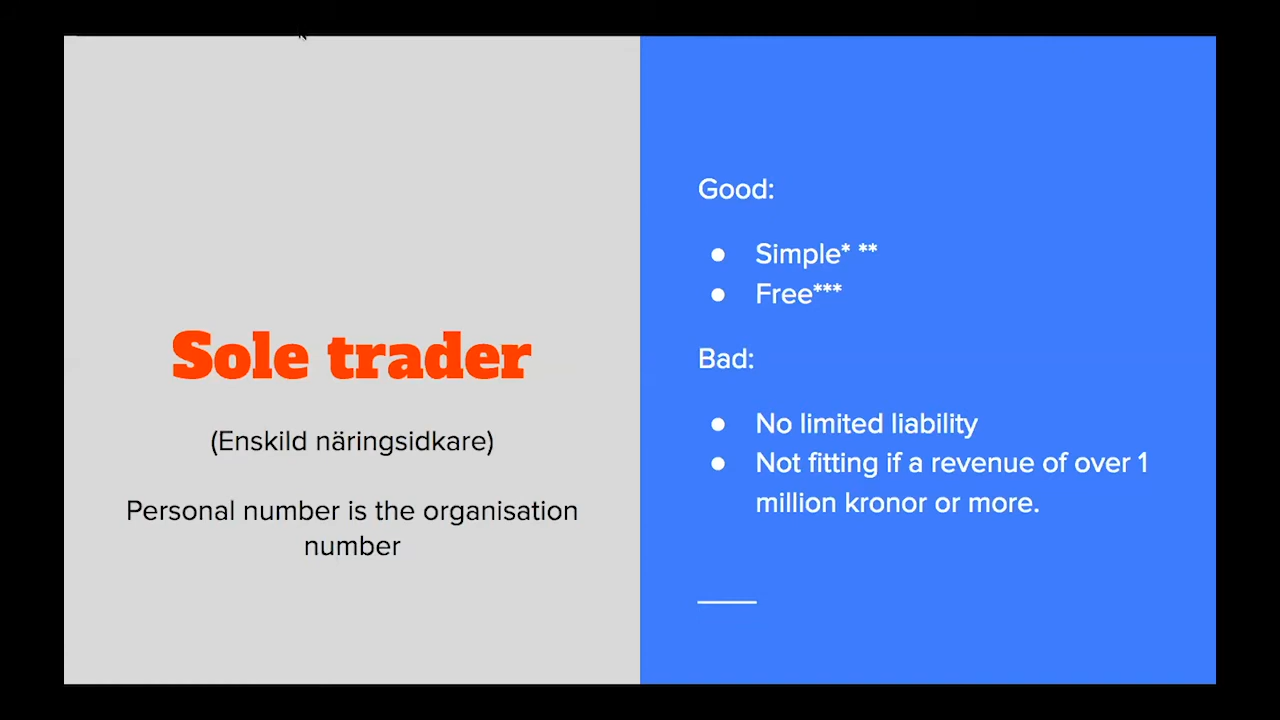 Sole trader
(Enskild näringsidkare)
Personal number is the organisation
number
Good:
● Simple* **
● Free***
Bad:
● No limited liability
● Not fitting if a revenue of over 1
million kronor or more.